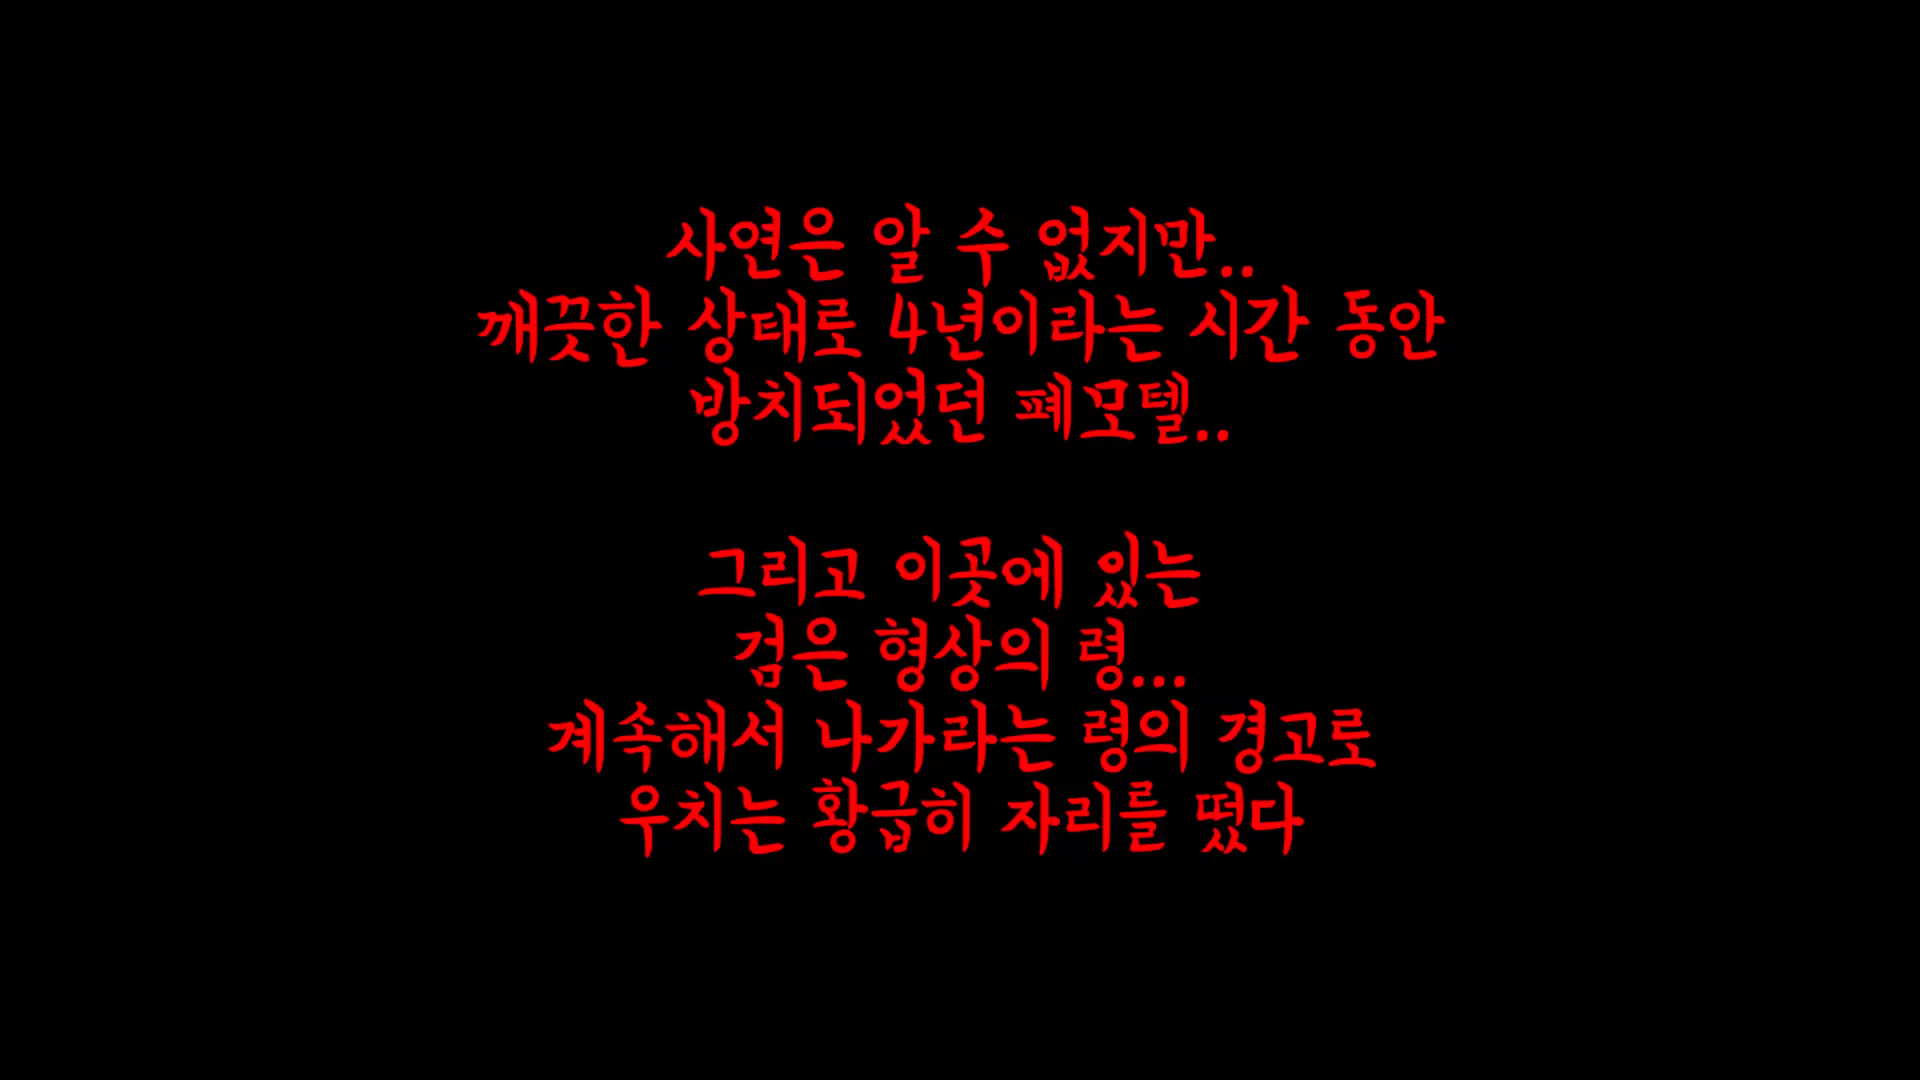 사연은 알 수 없지만..
깨끗한 상태로 4년이라는 시간 동안
방치되었던 폐모텔..
그리고 이곳에 있는
검은 형상의 령...
계속해서 나가라는 령의 경고로
우치는 황급히 자리를 떴다